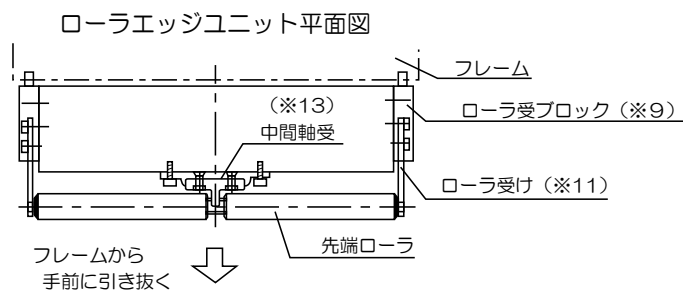 ローラエッジユニット平面図
フレーム
(※13)
中間軸受
ローラ受ブロック(※9)
ローラ受け(※11)
先端ローラ
フレームから
手前に引き抜く